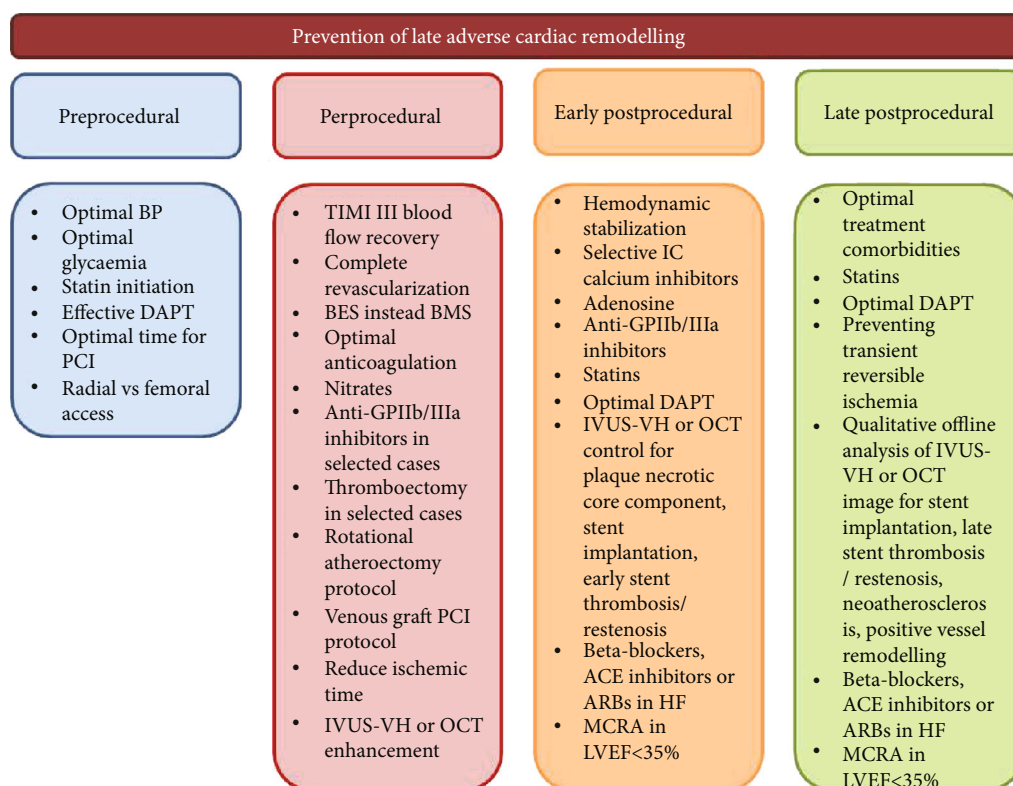 Prevention of late adverse cardiac remodelling
Preprocedural
• Optimal BP
• Optimal
glycaemia
• Statin initiation
• Effective DAPT
• Optimal time for
PCI
• Radial vs femoral
access
Perprocedural
• TIMI III blood
flow recovery
• Complete
revascularization
• BES instead BMS
• Optimal
anticoagulation
• Nitrates
• Anti-GPIIb/IIIa
inhibitors in
selected cases
• Thromboectomy
in selected cases
• Rotational
atheroectomy
protocol
• Venous graft PCI
protocol
• Reduce ischemic
time
• IVUS-VH or OCT
enhancement
Early postprocedural
• Hemodynamic
stabilization
• Selective IC
calcium inhibitors
• Adenosine
• Anti-GPIIb/IIIa
inhibitors
• Statins
• Optimal DAPT
• IVUS-VH or OCT
control for
plaque necrotic
core component,
stent
implantation,
early stent
thrombosis/
restenosis
• Beta-blockers,
ACE inhibitors or
ARBs in HF
• MCRA in
LVEF<35%
Late postprocedural
• Optimal
treatment
comorbidities
• Statins
• Optimal DAPT
• Preventing
transient
reversible
ischemia
• Qualitative offline
analysis of IVUS-
VH or OCT
image for stent
implantation, late
stent thrombosis
/ restenosis,
neoatheroscleros
is, positive vessel
remodelling
• Beta-blockers,
ACE inhibitors or
ARBs in HF
• MCRA in
LVEF<35%